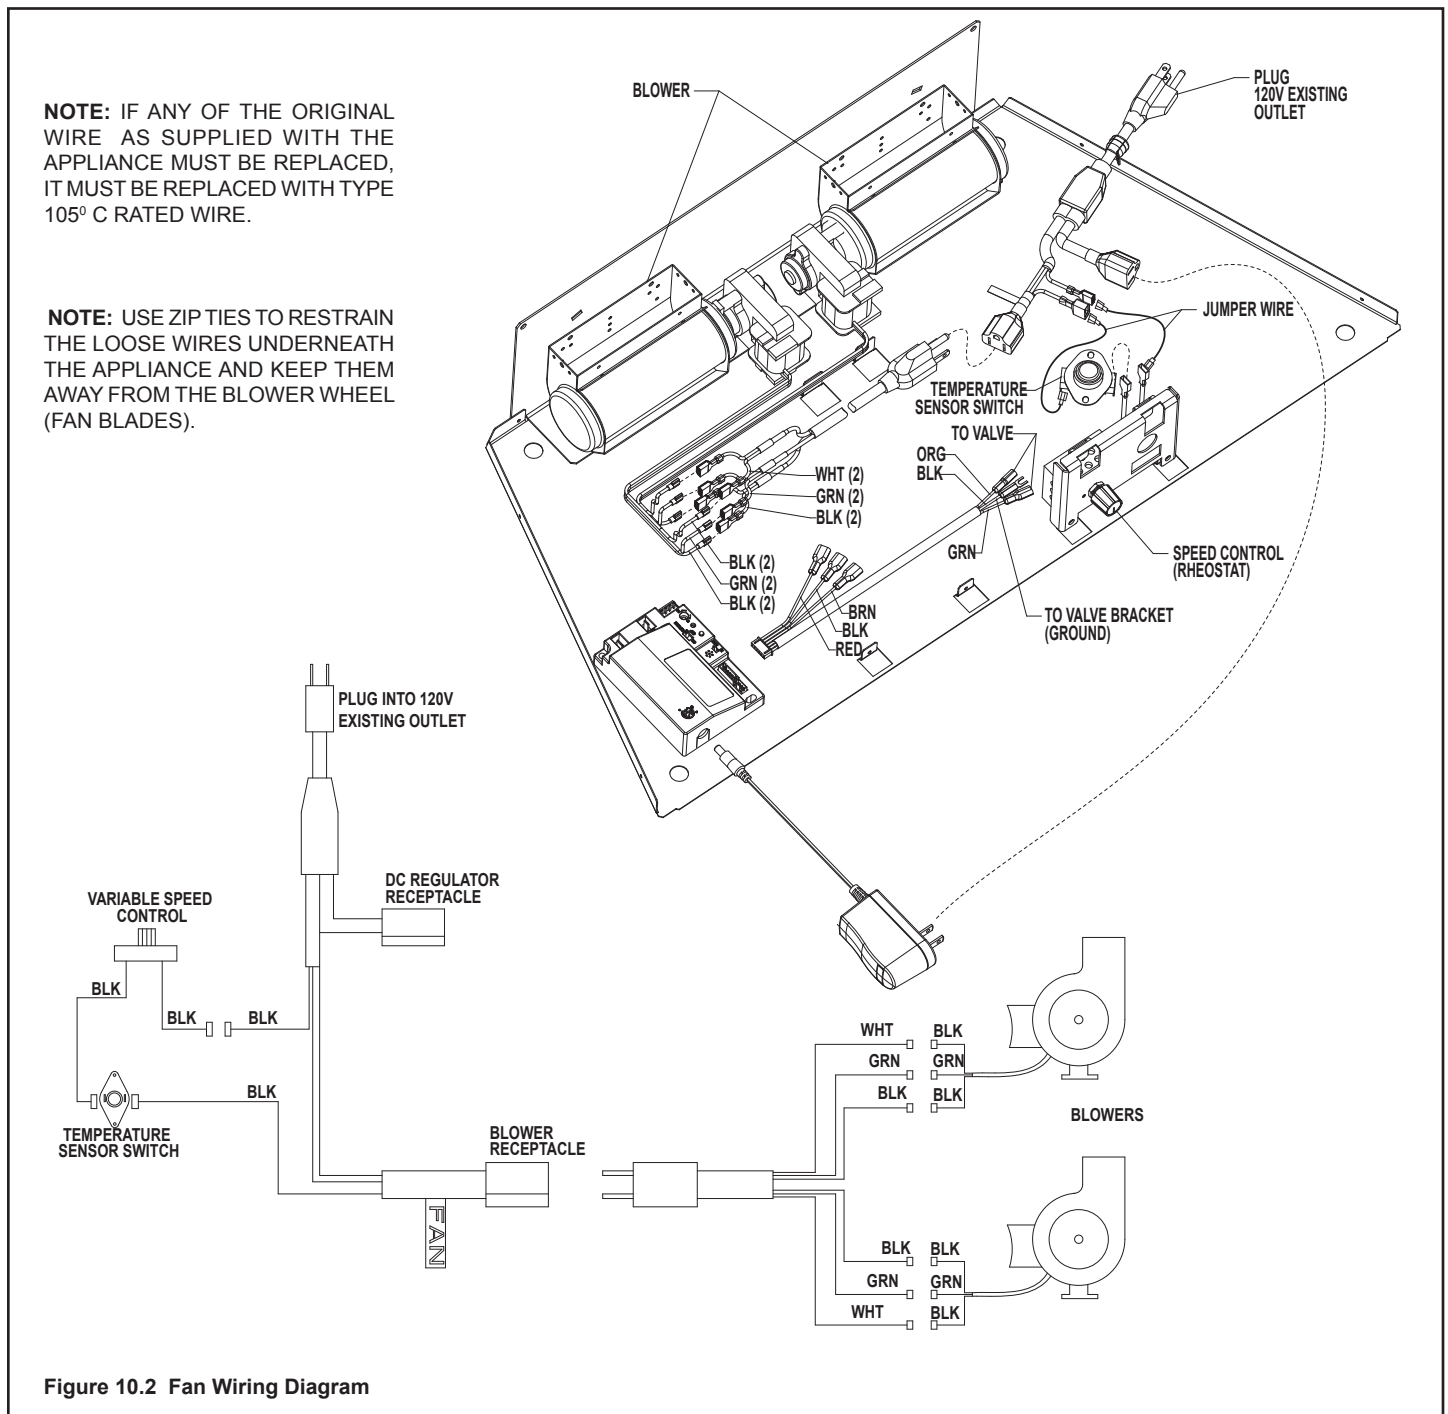 NOTE: IF ANY OF THE ORIGINAL
WIRE AS SUPPLIED WITH THE
APPLIANCE MUST BE REPLACED,
IT MUST BE REPLACED WITH TYPE
105⁰ C RATED WIRE.
NOTE: USE ZIP TIES TO RESTRAIN
THE LOOSE WIRES UNDERNEATH
THE APPLIANCE AND KEEP THEM
AWAY FROM THE BLOWER WHEEL
(FAN BLADES).
BLOWER
PLUG
120V EXISTING
OUTLET
JUMPER WIRE
TEMPERATURE
SENSOR SWITCH
TO VALVE
ORG
BLK
WHT (2)
GRN (2)
BLK (2)
GRN
SPEED CONTROL
(RHEOSTAT)
BLK (2)
GRN (2)
BLK (2)
BRN
BLK
RED
TO VALVE BRACKET
(GROUND)
PLUG INTO 120V
EXISTING OUTLET
DC REGULATOR
RECEPTACLE
VARIABLE SPEED
CONTROL
BLK
BLK
BLK
BLK
TEMPERATURE
SENSOR SWITCH
BLOWER
RECEPTACLE
FAN
WHT
BLK
GRN
GRN
BLK
BLK
BLOWERS
BLK
BLK
GRN
GRN
WHT
BLK
Figure 10.2 Fan Wiring Diagram